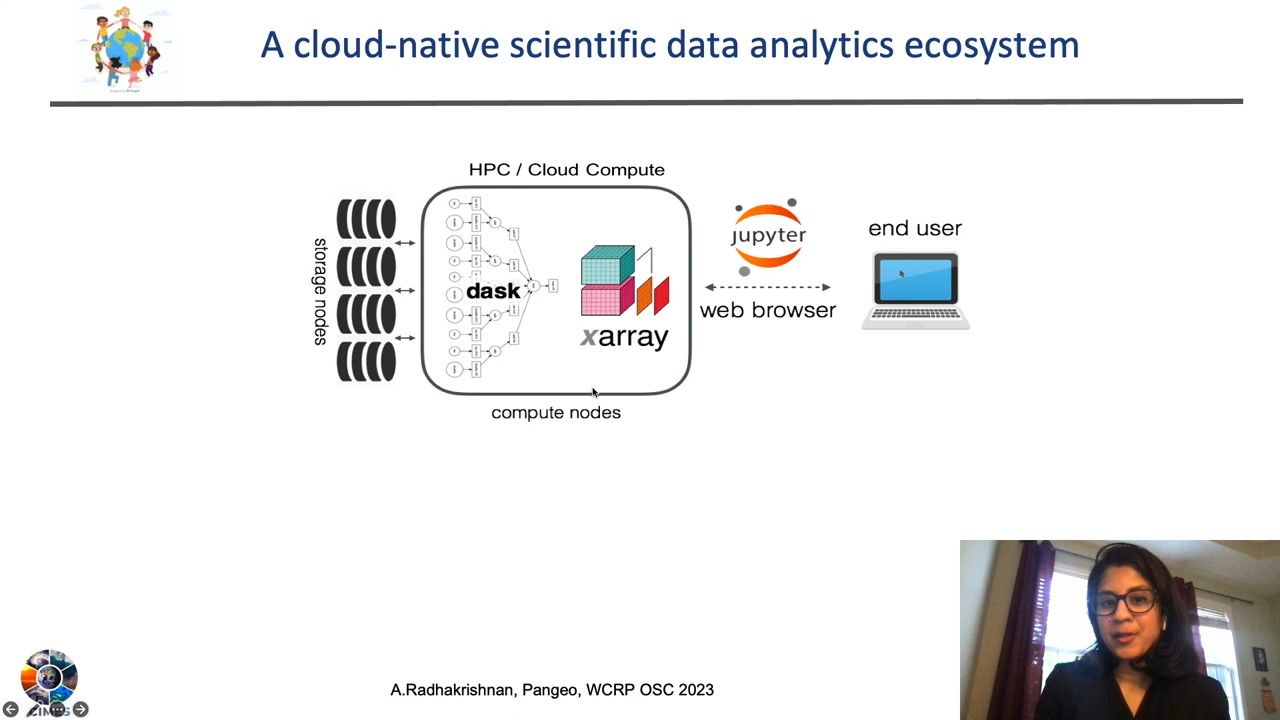 A cloud-native scientific data analytics ecosystem
HPC / Cloud Compute
storage nodes
dask
xarray
compute nodes
jupyter
web browser
end user
A.Radhakrishnan, Pangeo, WCRP OSC 2023